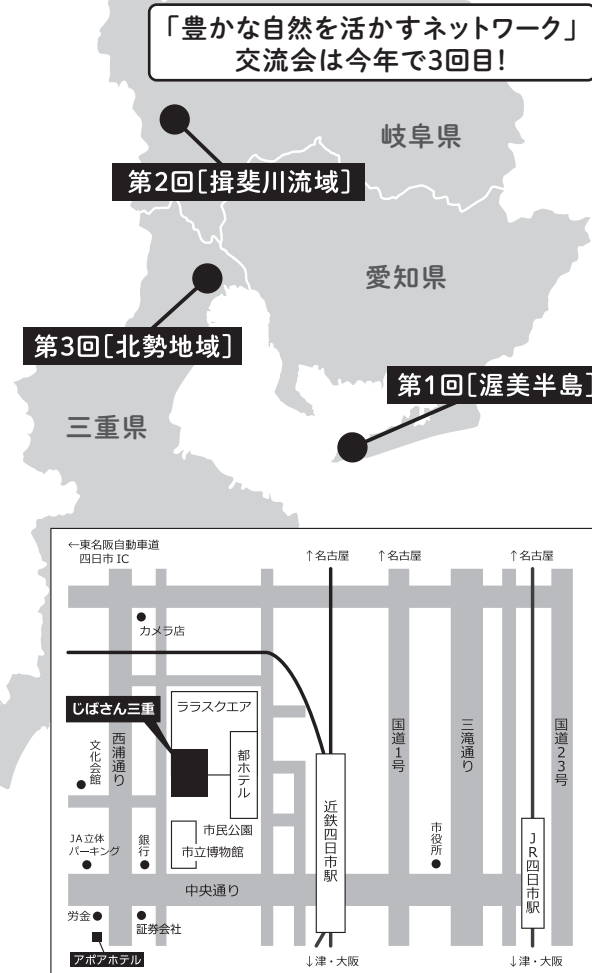 「豊かな自然を活かすネットワーク」
交流会は今年で3回目!
岐阜県
第2回[揖斐川流域]
愛知県
第3回[北勢地域]
第1回[渥美半島]
三重県
←東名阪自動車道
四日市 IC
↑名古屋
↑名古屋
↑名古屋
カメラ店
じばさん三重
ララスクエア
都ホテル
西浦通り
文化会館
国道1号
三滝通り
国道23号
近鉄四日市駅
市民公園
市立博物館
JA立体
パーキング
銀行
市役所
JR四日市駅
中央通り
労金
証券会社
アポアホテル
↓津・大阪
↓津・大阪